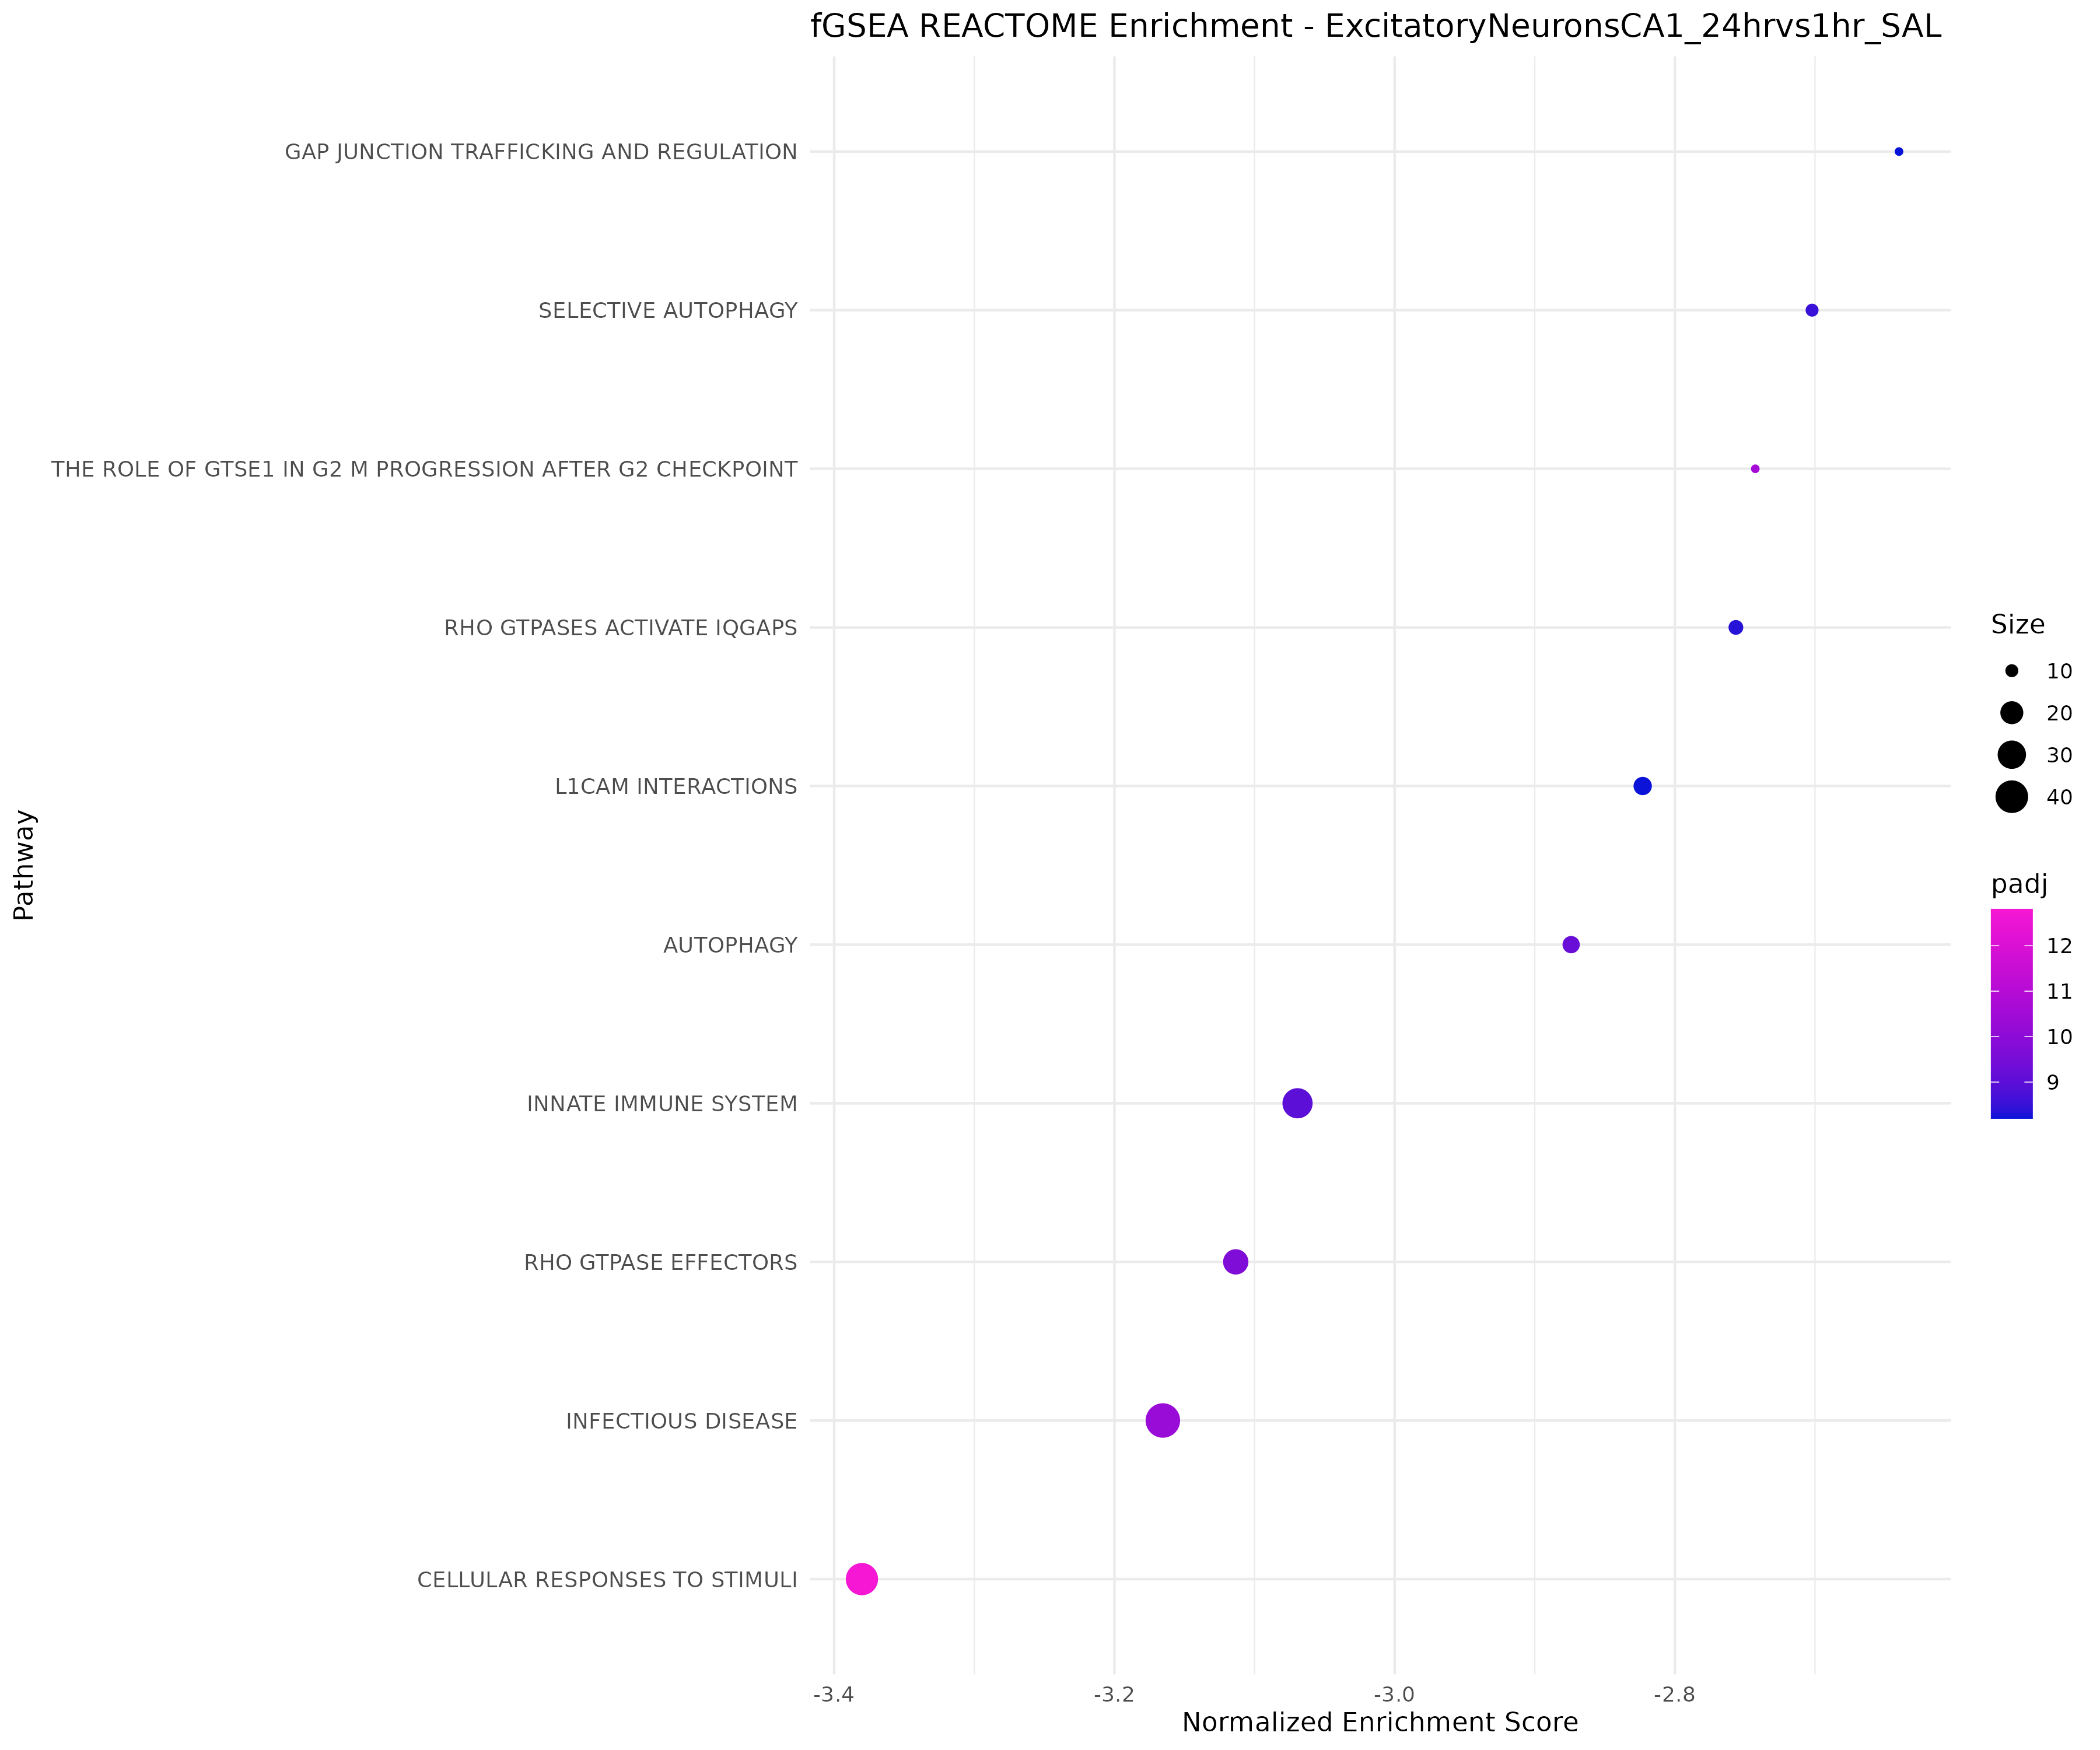 fGSEA REACTOME Enrichment - ExcitatoryNeuronsCA1_24hrvs1hr_SAL
GAP JUNCTION TRAFFICKING AND REGULATION
SELECTIVE AUTOPHAGY
THE ROLE OF GTSE1 IN G2 M PROGRESSION AFTER G2 CHECKPOINT
RHO GTPASES ACTIVATE IQGAPS
L1CAM INTERACTIONS
AUTOPHAGY
INNATE IMMUNE SYSTEM
RHO GTPASE EFFECTORS
INFECTIOUS DISEASE
CELLULAR RESPONSES TO STIMULI
Pathway
-3.4
-3.2
-3.0
-2.8
Normalized Enrichment Score
Size
10
20
30
40
padj
12
11
10
9